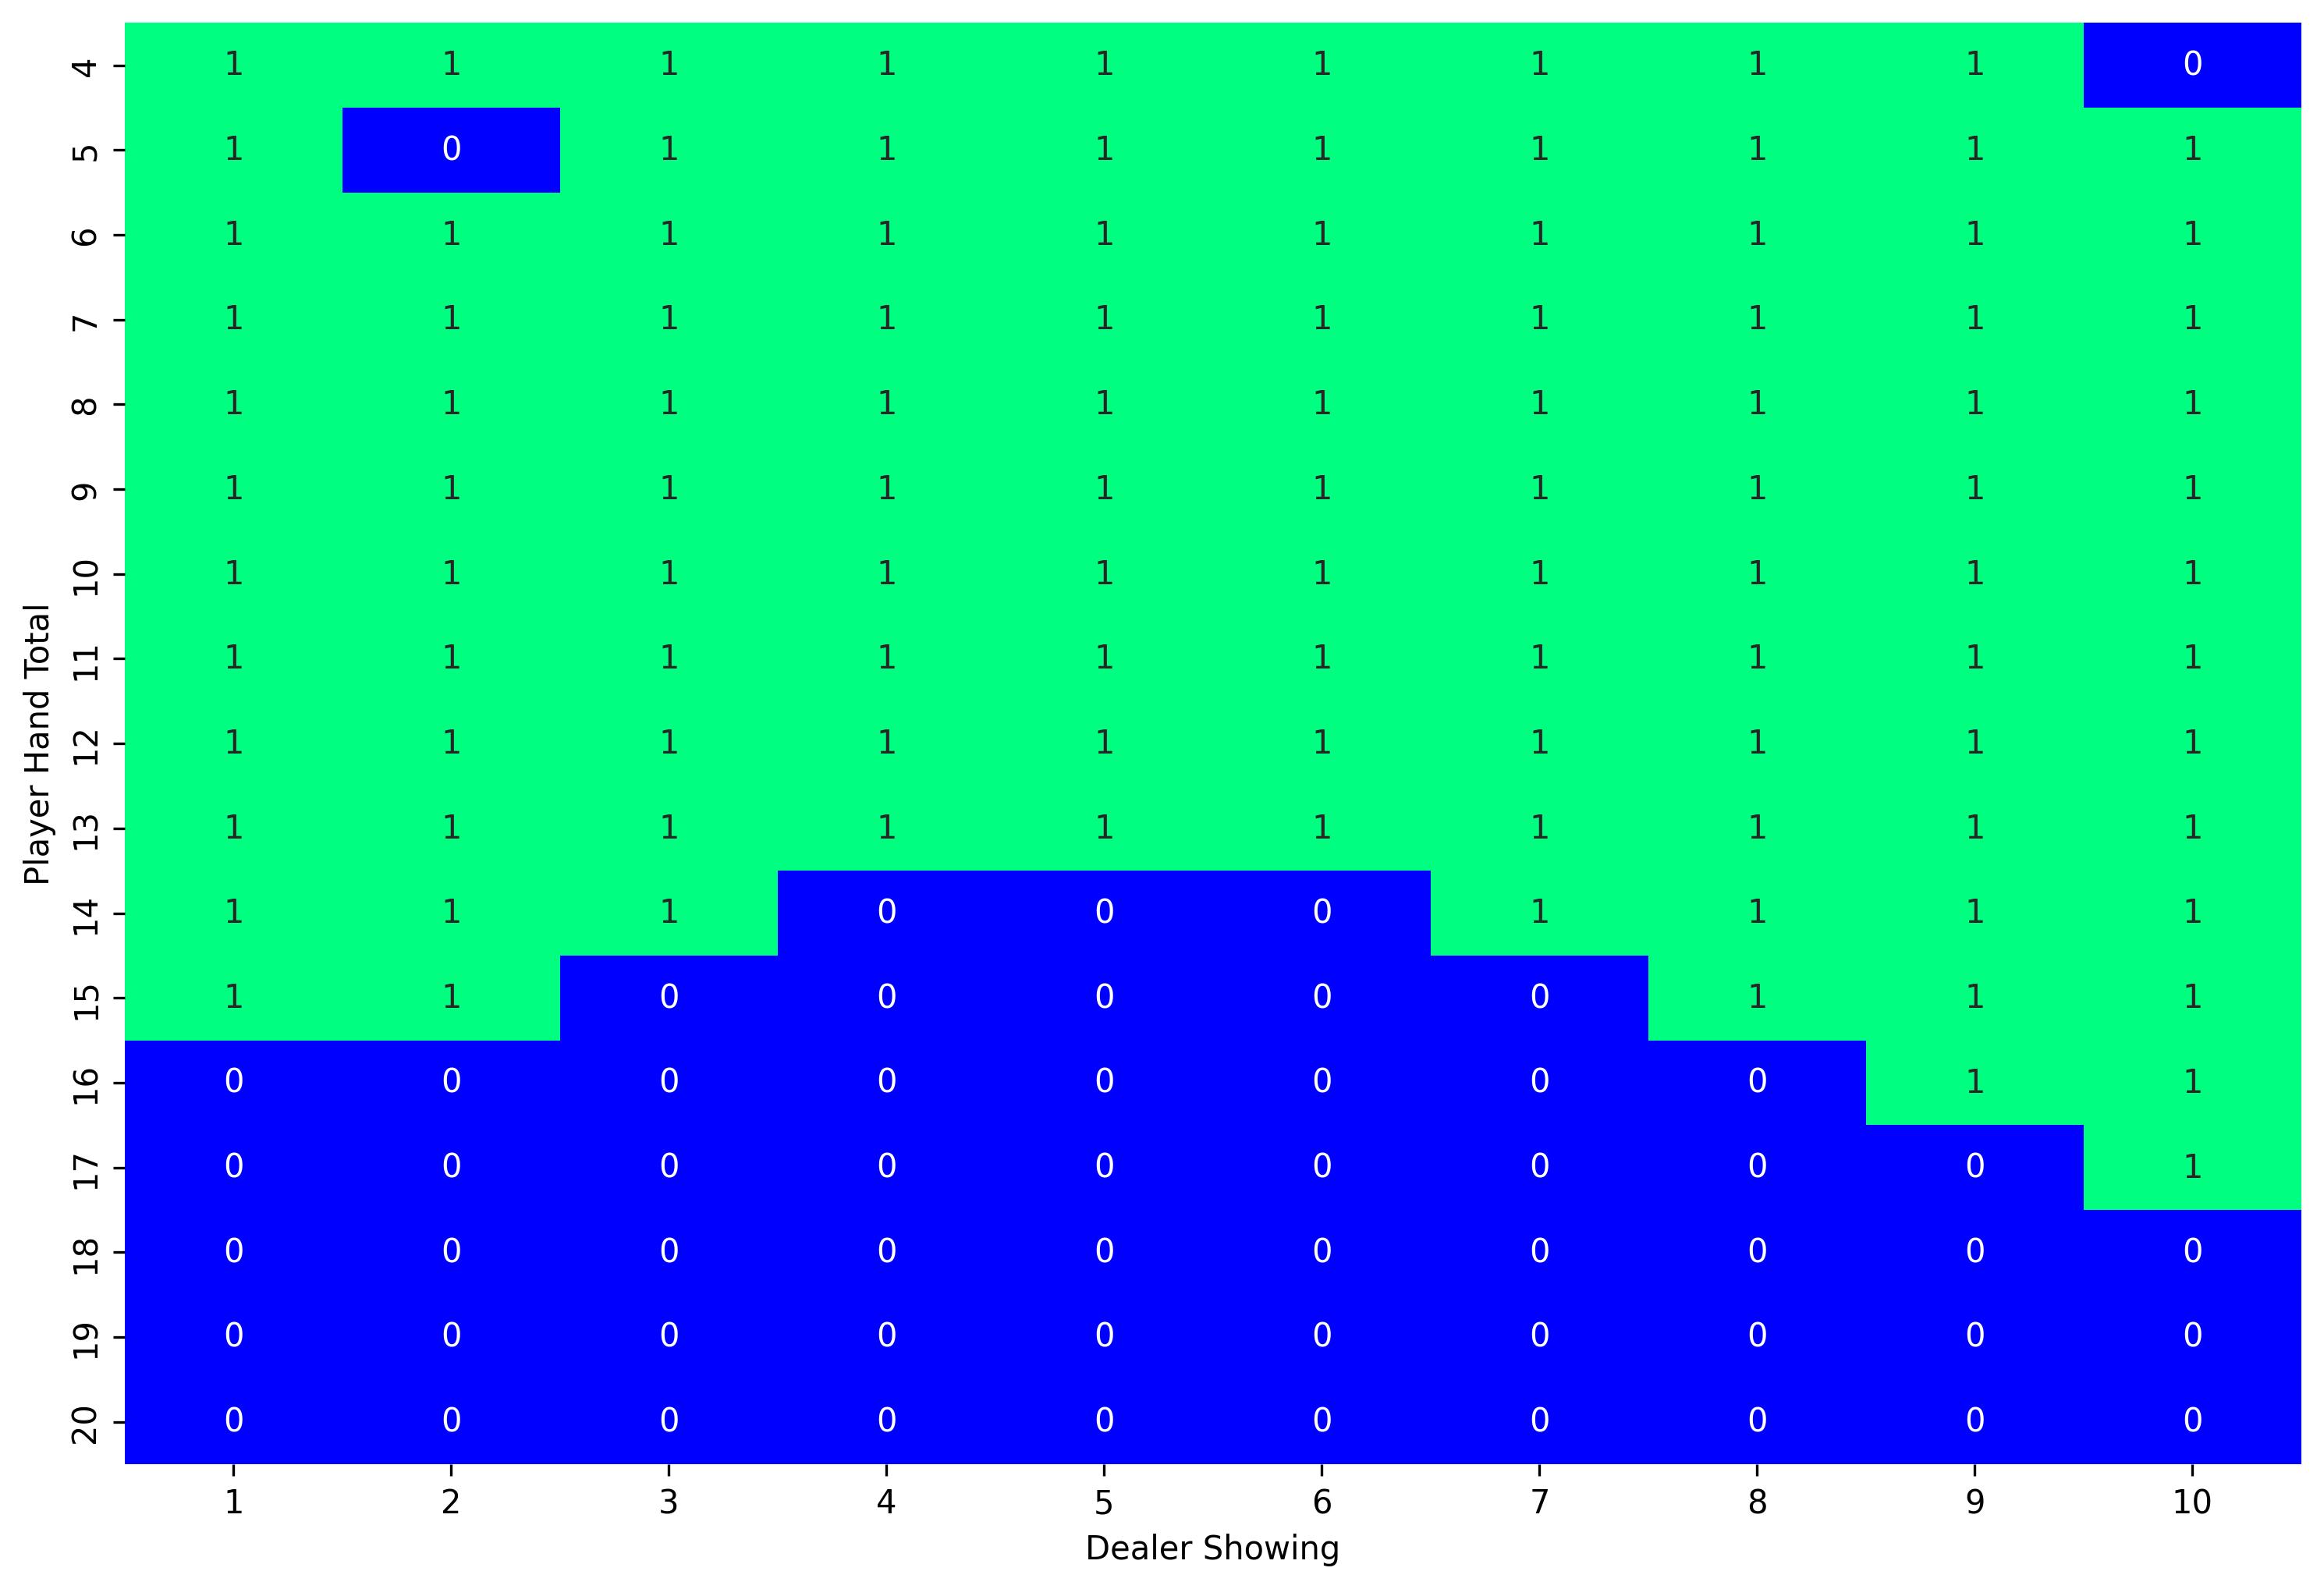 4 1 1 1 1 1 1 1 1 1 0
5 1 0 1 1 1 1 1 1 1 1
6 1 1 1 1 1 1 1 1 1 1
7 1 1 1 1 1 1 1 1 1 1
8 1 1 1 1 1 1 1 1 1 1
9 1 1 1 1 1 1 1 1 1 1
10 1 1 1 1 1 1 1 1 1 1
11 1 1 1 1 1 1 1 1 1 1
12 1 1 1 1 1 1 1 1 1 1
13 1 1 1 1 1 1 1 1 1 1
14 1 1 1 0 0 0 1 1 1 1
15 1 1 0 0 0 0 0 1 1 1
16 0 0 0 0 0 0 0 0 1 1
17 0 0 0 0 0 0 0 0 0 1
18 0 0 0 0 0 0 0 0 0 0
19 0 0 0 0 0 0 0 0 0 0
20 0 0 0 0 0 0 0 0 0 0
1 2 3 4 5 6 7 8 9 10
Dealer Showing
Player Hand Total